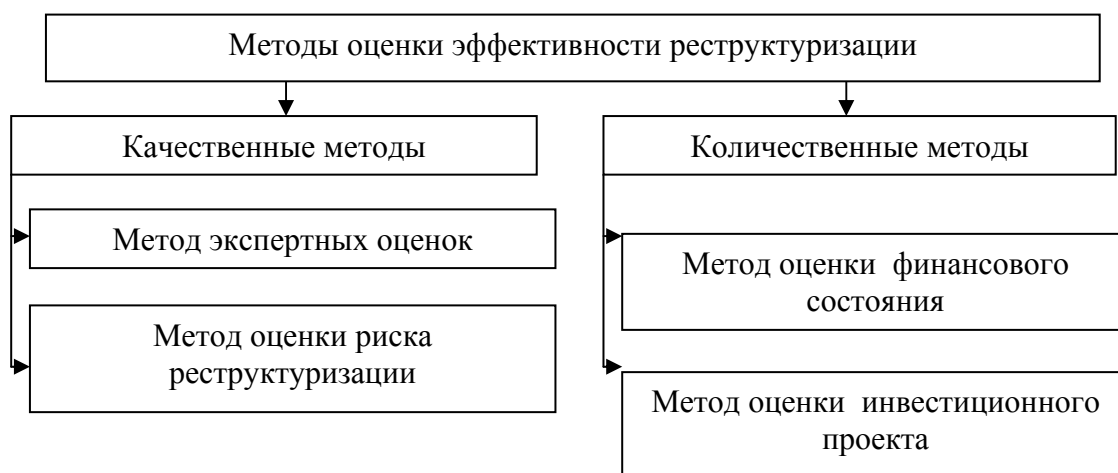 Методы оценки эффективности реструктуризации
Качественные методы
Количественные методы
Метод экспертных оценок
Метод оценки финансового
состояния
Метод оценки риска
реструктуризации
Метод оценки инвестиционного
проекта